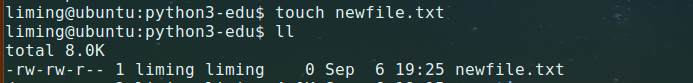 liming@ubuntu:python3-edu$ touch newfile.txt
liming@ubuntu:python3-edu$ ll
total 8.0K
-rw-rw-r-- 1 liming liming    0 Sep  6 19:25 newfile.txt